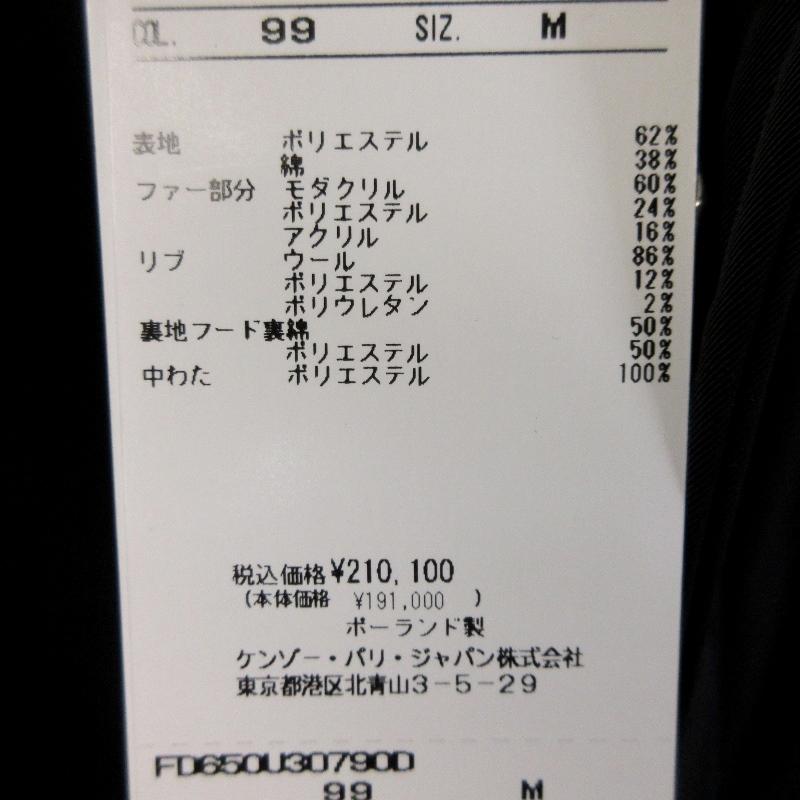 COL. 99 SIZ. M
表地 ポリエステル 62%
綿 38%
ファー部分 モダクリル 60%
ポリエステル 24%
アクリル 16%
リブ ウール 86%
ポリエステル 12%
ポリウレタン 2%
裏地フード裏綿 50%
ポリエステル 50%
中わた ポリエステル 100%
税込価格 ¥210,100
(本体価格 ¥191,000 )
ポーランド製
ケンゾー・パリ・ジャパン株式会社
東京都港区北青山3-5-29
FD650U30790D
99 M